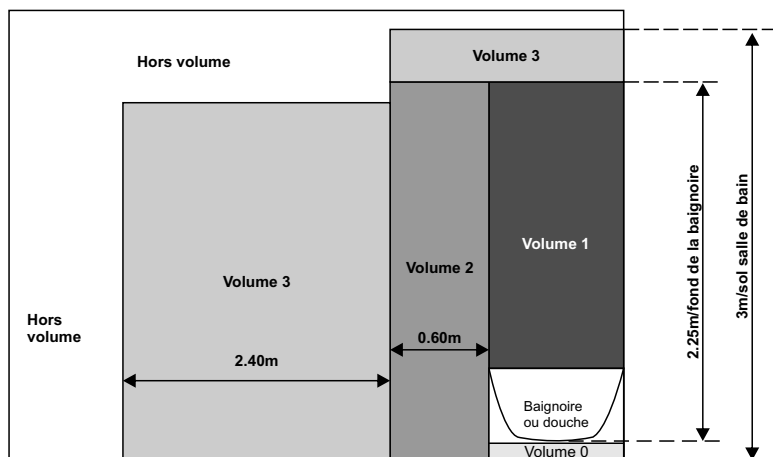 Volume 3
Hors volume
Volume 1
Volume 2
Volume 3
Hors
volume
0.60m
2.40m
Baignoire
ou douche
Volume 0
2.25m/fond de la baignoire
3m/sol salle de bain